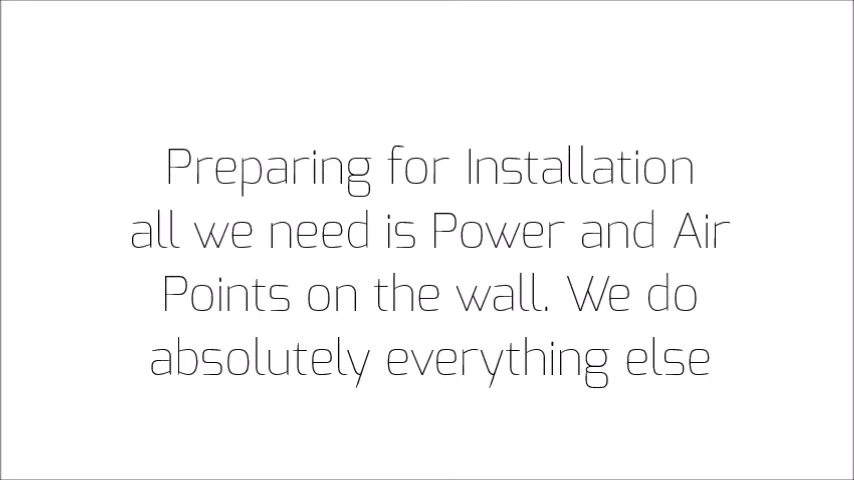 Preparing for Installation
all we need is Power and Air
Points on the wall. We do
absolutely everything else